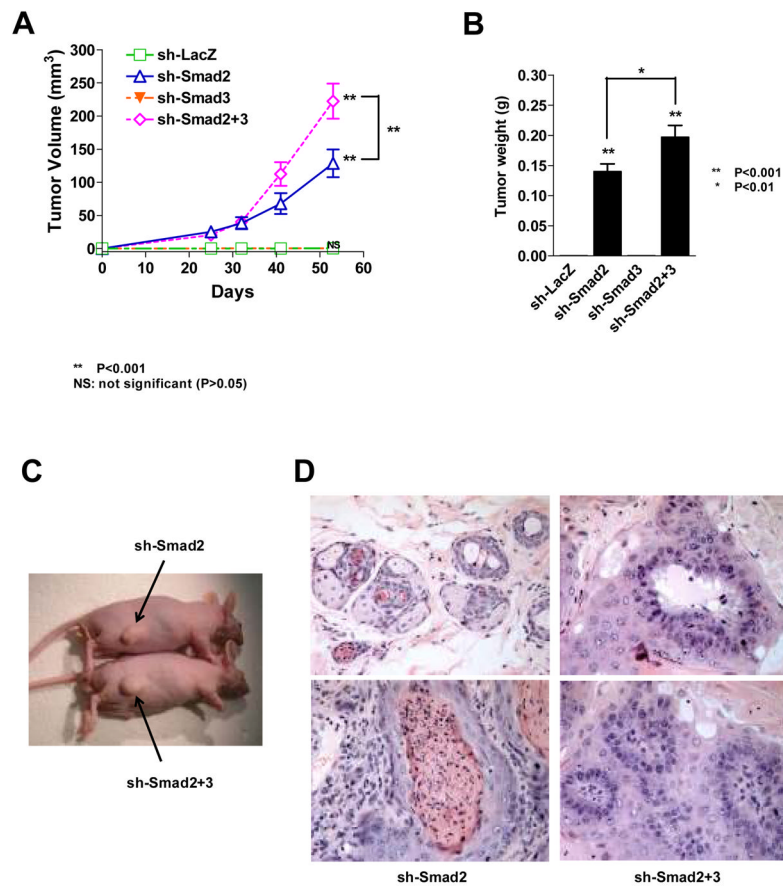 A
sh-LacZ
sh-Smad2
sh-Smad3
sh-Smad2+3
Tumor Volume (mm3)
300
250
200
150
100
50
0
**
**
**
NS
0 10 20 30 40 50 60
Days
** P<0.001
NS: not significant (P>0.05)
B
Tumor weight (g)
0.30
0.25
0.20
0.15
0.10
0.05
0.00
*
**
**
** P<0.001
* P<0.01
sh-LacZ
sh-Smad2
sh-Smad3
sh-Smad2+3
C
sh-Smad2
sh-Smad2+3
D
sh-Smad2
sh-Smad2+3